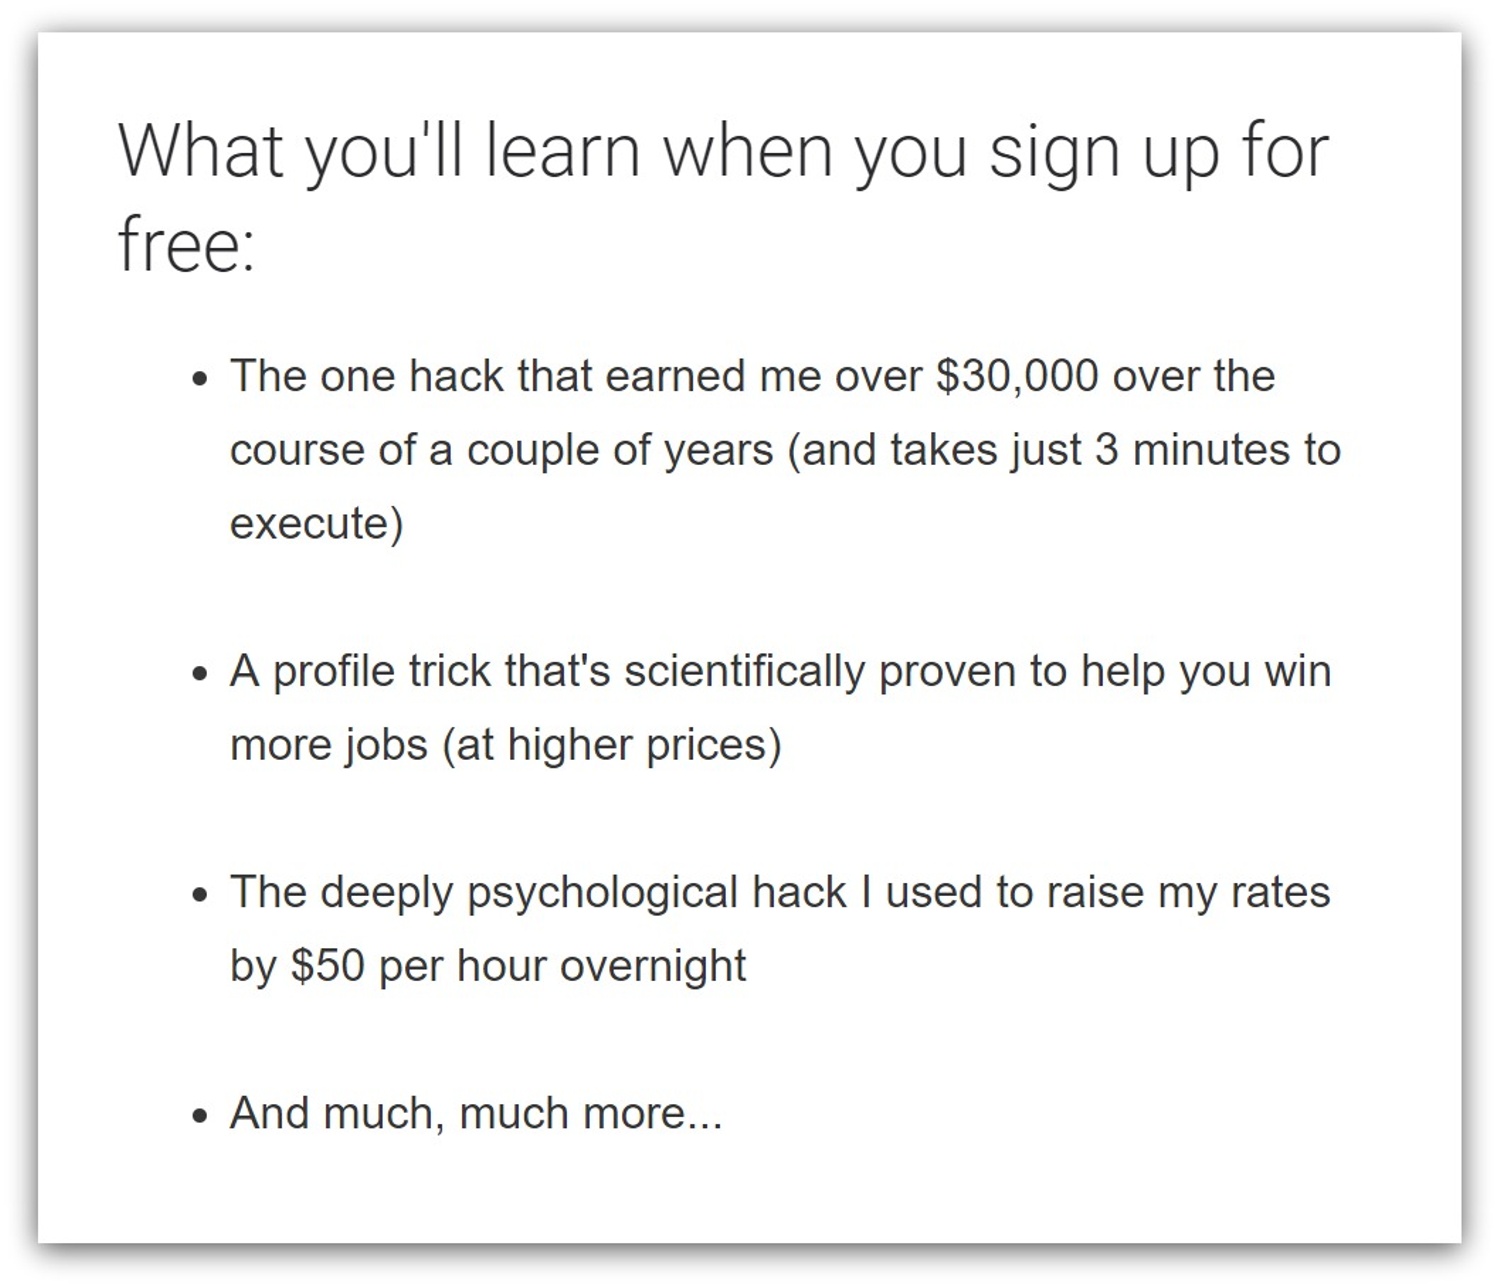 What you'll learn when you sign up for
free:
• The one hack that earned me over $30,000 over the
course of a couple of years (and takes just 3 minutes to
execute)
• A profile trick that's scientifically proven to help you win
more jobs (at higher prices)
• The deeply psychological hack I used to raise my rates
by $50 per hour overnight
• And much, much more...